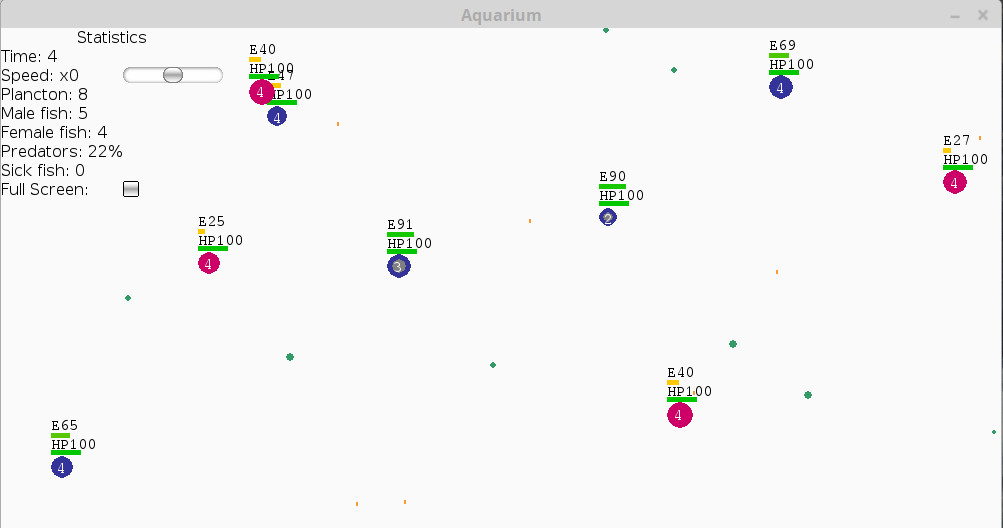 Aquarium
Statistics
Time: 4
Speed: x0
Plancton: 8
Male fish: 5
Female fish: 4
Predators: 22%
Sick fish: 0
Full Screen:
E40
HP100
4
E47
HP100
4
E69
HP100
4
E27
HP100
4
E90
HP100
2
E25
HP100
4
E91
HP100
3
E40
HP100
4
E65
HP100
4